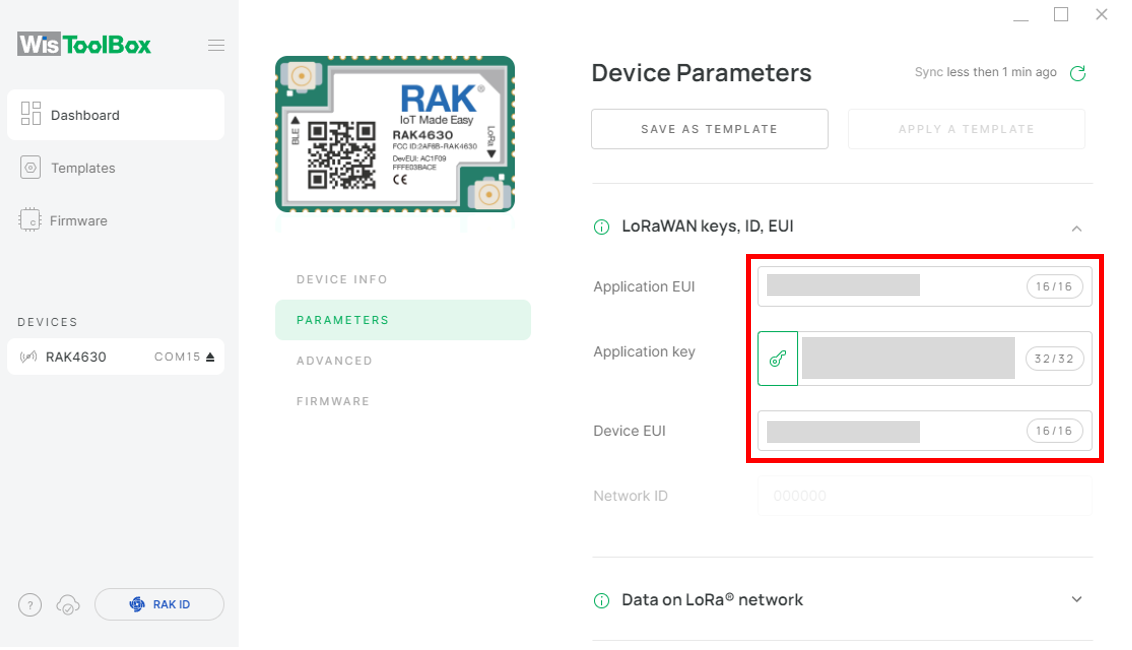 WisToolBox
Dashboard
Templates
Firmware
DEVICES
RAK4630 COM15
? RAK ID
RAK®
IoT Made Easy
RAK4630
FCC ID:2AF6B-RAK4630
DevEUI: AC1F09
FFFE03BACE
CE
BLE
LoRa
DEVICE INFO
PARAMETERS
ADVANCED
FIRMWARE
Device Parameters
Sync less then 1 min ago
SAVE AS TEMPLATE
APPLY A TEMPLATE
LoRaWAN keys, ID, EUI
Application EUI 16/16
Application key 32/32
Device EUI 16/16
Network ID 000000
Data on LoRa® network